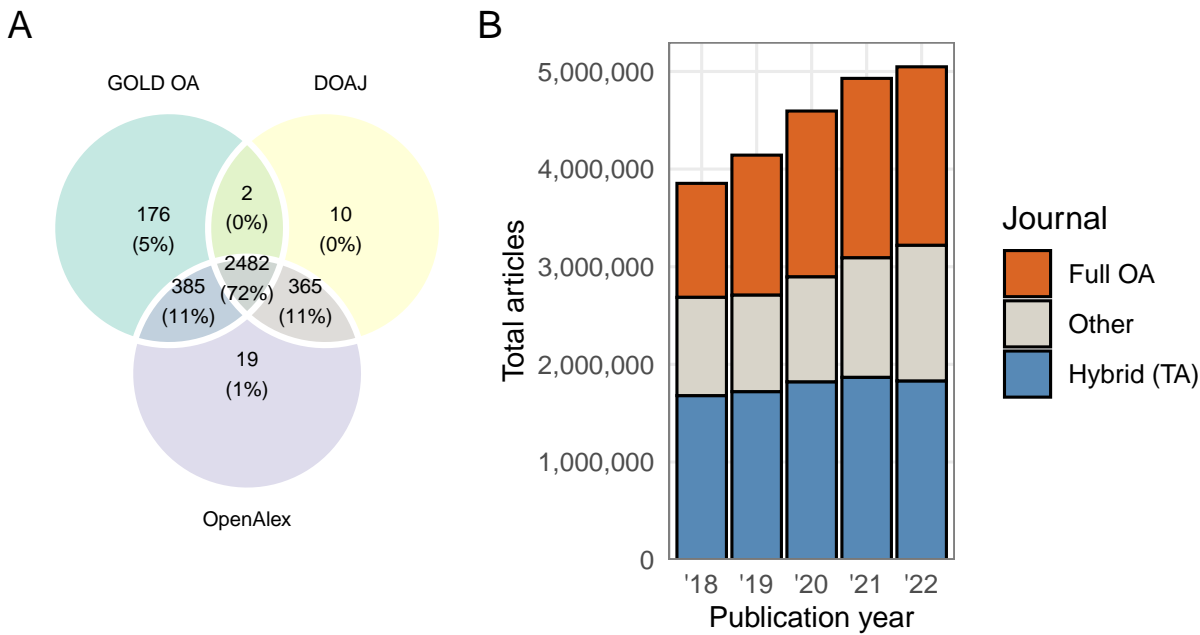 A
GOLD OA
DOAJ
2
(0%)
176
(5%)
10
(0%)
2482
(72%)
385
(11%)
365
(11%)
19
(1%)
OpenAlex
B
Total articles
5,000,000
4,000,000
3,000,000
2,000,000
1,000,000
0
'18 '19 '20 '21 '22
Publication year
Journal
Full OA
Other
Hybrid (TA)